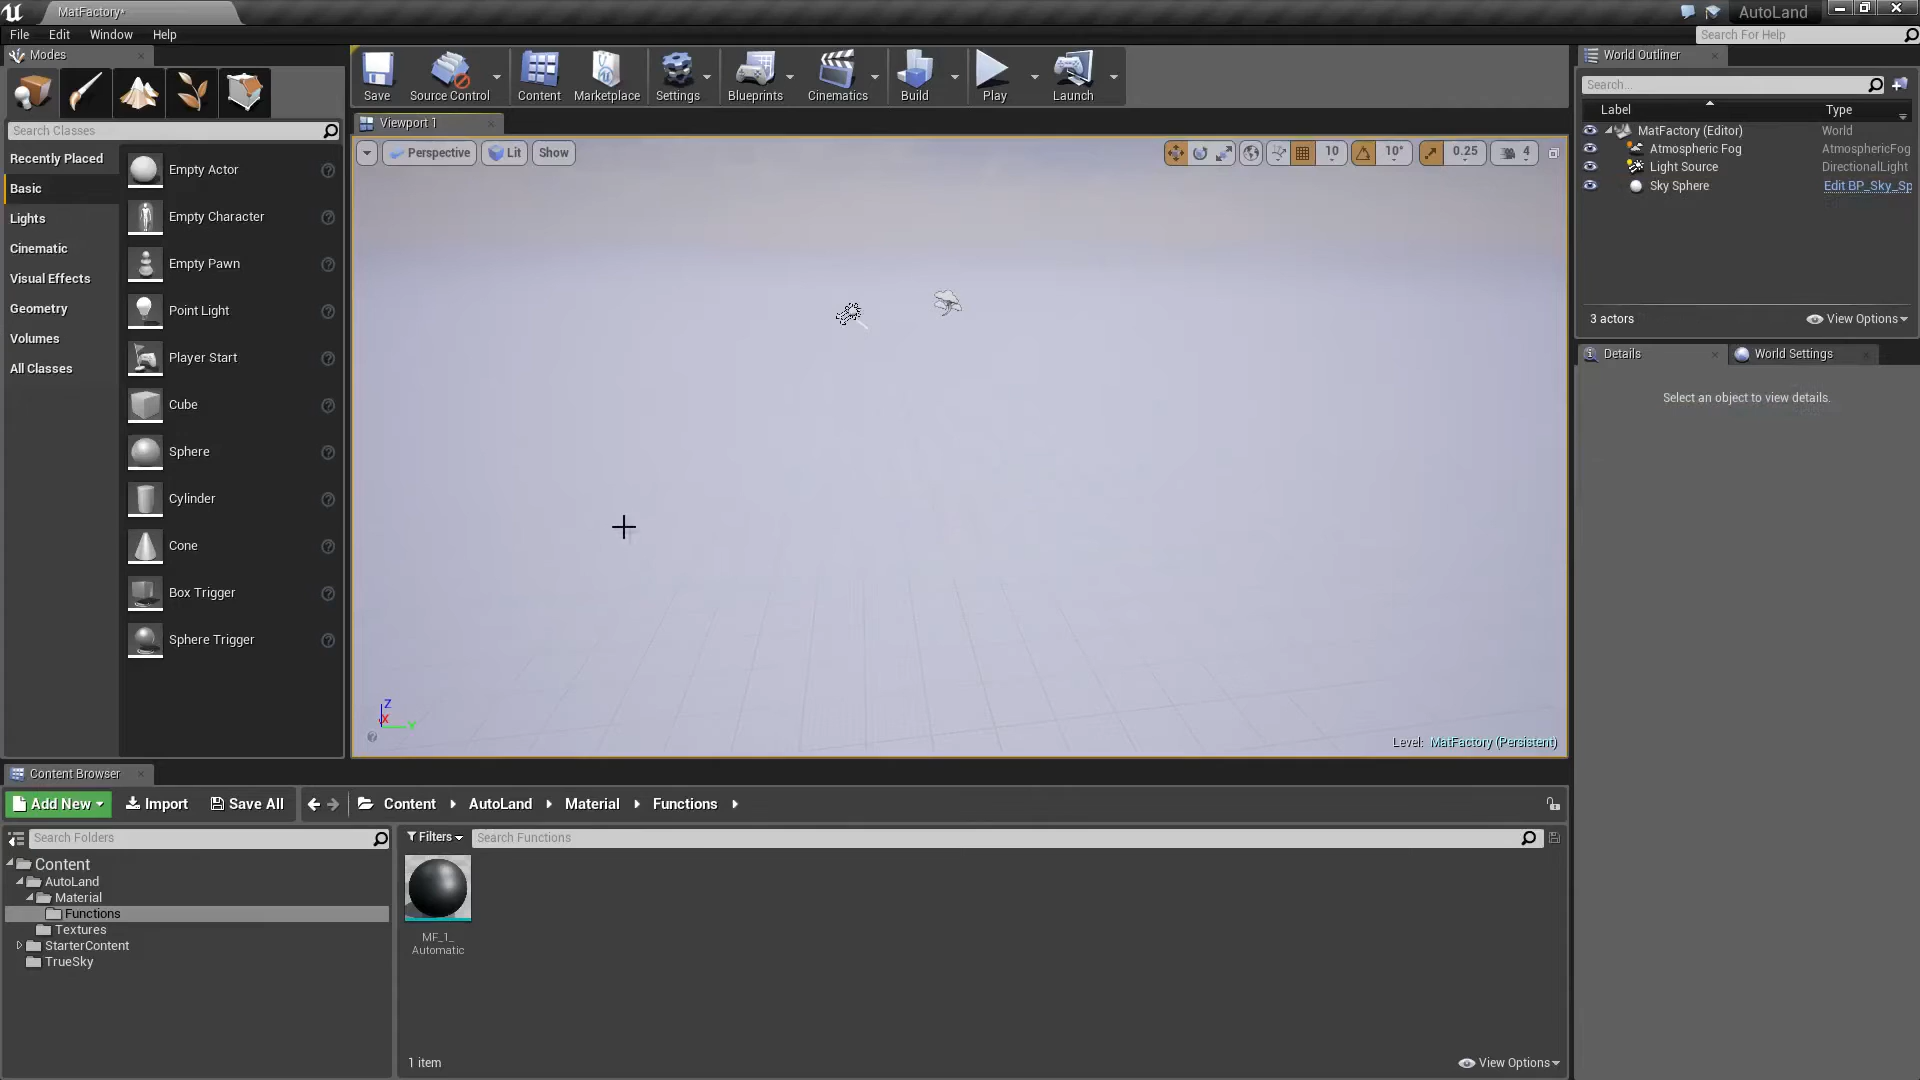 MatFactory*
AutoLand
File Edit Window Help
Search For Help
Modes
Search Classes
Recently Placed
Basic
Lights
Cinematic
Visual Effects
Geometry
Volumes
All Classes
Empty Actor
Empty Character
Empty Pawn
Point Light
Player Start
Cube
Sphere
Cylinder
Cone
Box Trigger
Sphere Trigger
Save
Source Control
Content
Marketplace
Settings
Blueprints
Cinematics
Build
Play
Launch
Viewport 1
Perspective Lit Show
10 10° 0.25 4
Z
X
Y
Level: MatFactory (Persistent)
World Outliner
Search...
Label Type
MatFactory (Editor) World
Atmospheric Fog AtmosphericFog
Light Source DirectionalLight
Sky Sphere Edit BP_Sky_Sp
3 actors View Options
Details World Settings
Select an object to view details.
Content Browser
Add New Import Save All Content AutoLand Material Functions
Search Folders
Content
AutoLand
Material
Functions
Textures
StarterContent
TrueSky
Filters Search Functions
MF_1_
Automatic
1 item View Options